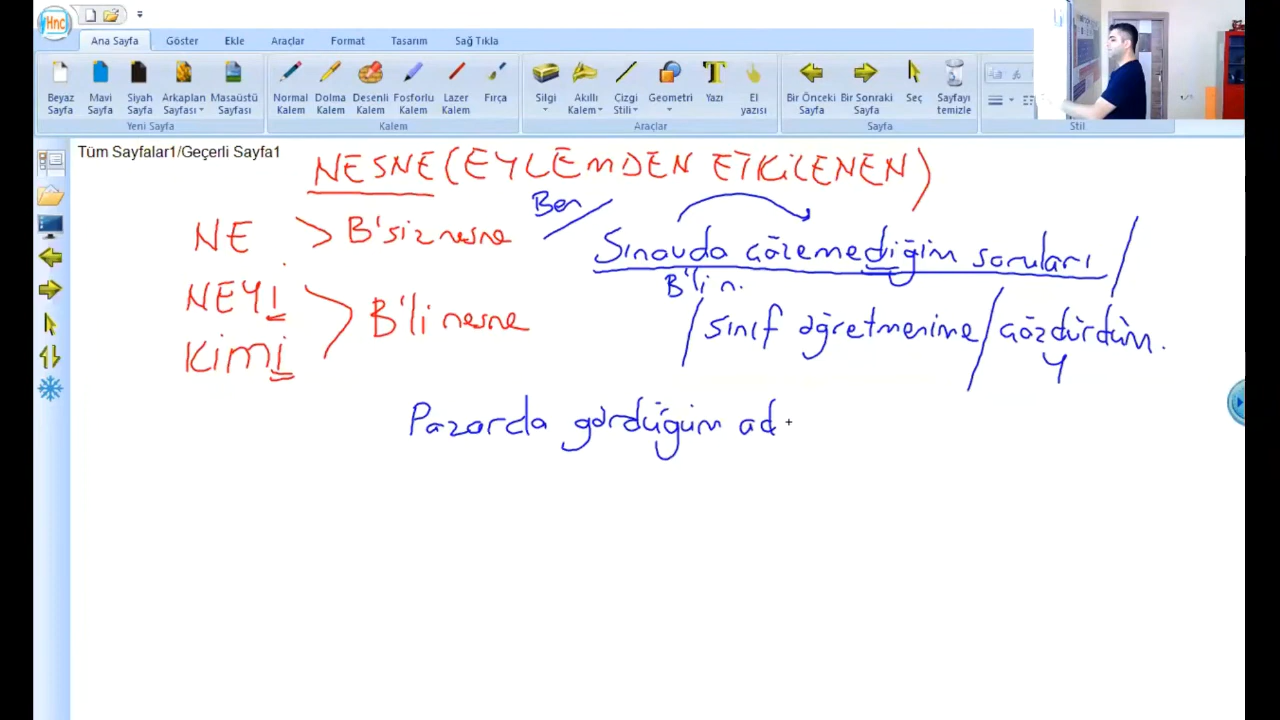 Hnc
Ana Sayfa Göster Ekle Araçlar Format Tasarım Sağ Tıkla
Beyaz Sayfa Mavi Sayfa Siyah Sayfa Arkaplan Sayfası Masaüstü Sayfası
Normal Kalem Dolma Kalem Desenli Kalem Fosforlu Kalem Lazer Kalem Fırça
Silgi Akıllı Kalem Çizgi Stili Geometri Yazı El yazısı
Bir Önceki Sayfa Bir Sonraki Sayfa Seç Sayfayı temizle
Yeni Sayfa Kalem Araçlar Sayfa Stil
Tüm Sayfalar1/Geçerli Sayfa1
NESNE (EYLEMDEN ETKİLENEN)
NE > B'siz nesne
NEYİ
KİMİ > B'li nesne
Ben / Sınavda çözemediğim soruları /
B'li n.
/ sınıf öğretmenime / çözdürdüm.
Y
Pazarda gördüğüm ad